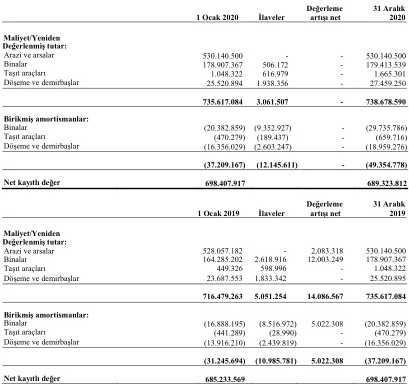 Değerleme 31 Aralık
1 Ocak 2020 İlaveler artışı net 2020
Maliyet/Yeniden
Değerlenmiş tutar:
Arazi ve arsalar 530.140.500 - - 530.140.500
Binalar 178.907.367 506.172 - 179.413.539
Taşıt araçları 1.048.322 616.979 - 1.665.301
Döşeme ve demirbaşlar 25.520.894 1.938.356 - 27.459.250
735.617.084 3.061.507 - 738.678.590
Birikmiş amortismanlar:
Binalar (20.382.859) (9.352.927) - (29.735.786)
Taşıt araçları (470.279) (189.437) - (659.716)
Döşeme ve demirbaşlar (16.356.029) (2.603.247) - (18.959.276)
(37.209.167) (12.145.611) - (49.354.778)
Net kayıtlı değer 698.407.917 689.323.812
Değerleme 31 Aralık
1 Ocak 2019 İlaveler artışı net 2019
Maliyet/Yeniden
Değerlenmiş tutar:
Arazi ve arsalar 528.057.182 - 2.083.318 530.140.500
Binalar 164.285.202 2.618.916 12.003.249 178.907.367
Taşıt araçları 449.326 598.996 - 1.048.322
Döşeme ve demirbaşlar 23.687.553 1.833.342 - 25.520.895
716.479.263 5.051.254 14.086.567 735.617.084
Birikmiş amortismanlar:
Binalar (16.888.195) (8.516.972) 5.022.308 (20.382.859)
Taşıt araçları (441.289) (28.990) - (470.279)
Döşeme ve demirbaşlar (13.916.210) (2.439.819) - (16.356.029)
(31.245.694) (10.985.781) 5.022.308 (37.209.167)
Net kayıtlı değer 685.233.569 698.407.917